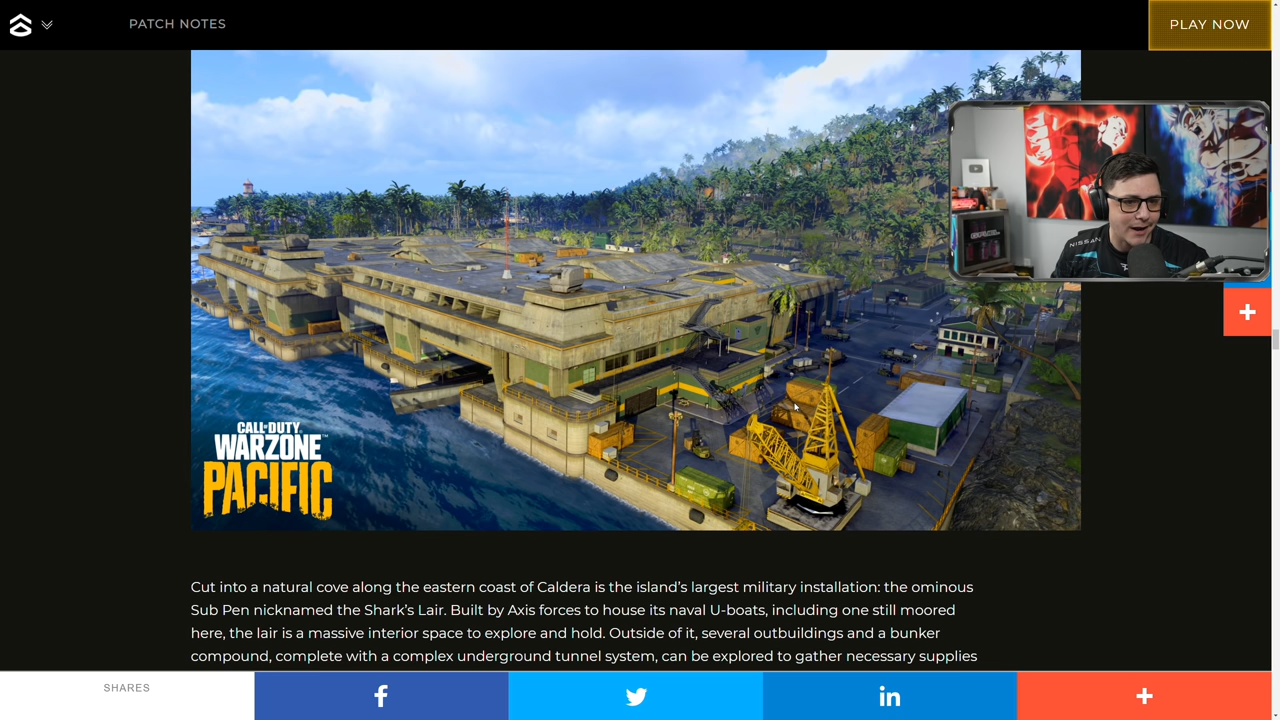 PATCH NOTES
PLAY NOW
NISSAN
CALL OF DUTY
WARZONE™
PACIFIC
Cut into a natural cove along the eastern coast of Caldera is the island’s largest military installation: the ominous
Sub Pen nicknamed the Shark’s Lair. Built by Axis forces to house its naval U-boats, including one still moored
here, the lair is a massive interior space to explore and hold. Outside of it, several outbuildings and a bunker
compound, complete with a complex underground tunnel system, can be explored to gather necessary supplies
SHARES